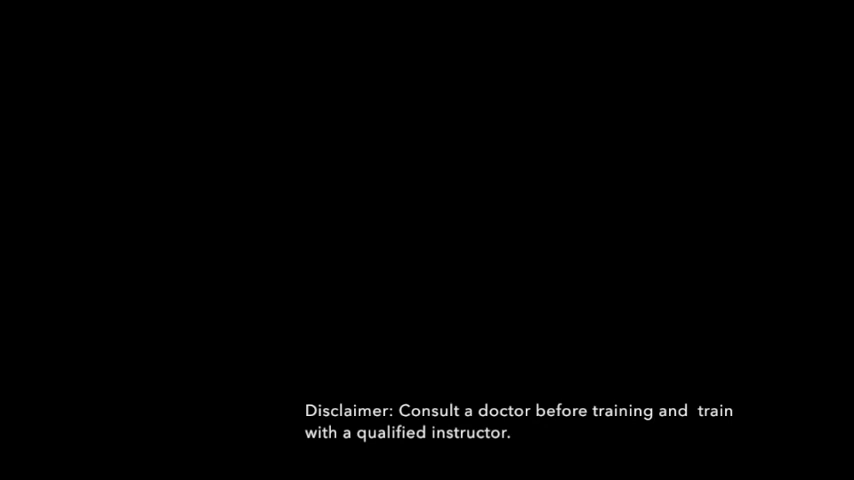 Disclaimer: Consult a doctor before training and  train
with a qualified instructor.